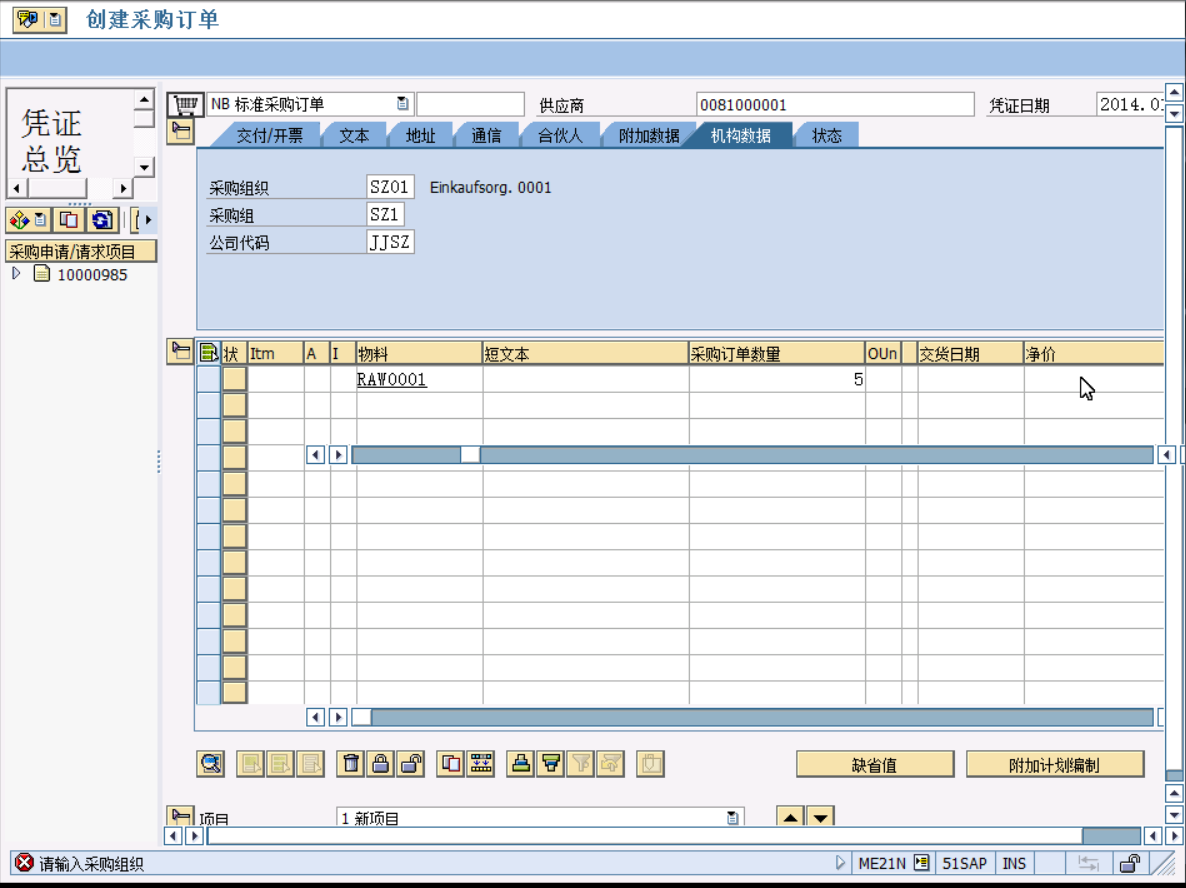 创建采购订单
凭证
总览
NB 标准采购订单
供应商
0081000001
凭证日期
2014.0
交付/开票
文本
地址
通信
合伙人
附加数据
机构数据
状态
采购组织
SZ01
Einkaufsorg. 0001
采购组
SZ1
公司代码
JJSZ
采购申请/请求项目
10000985
状 Itm A I 物料 短文本 采购订单数量 OUn 交货日期 净价
RAW0001 5
缺省值
附加计划编制
项目
1 新项目
请输入采购组织
ME21N
51SAP
INS